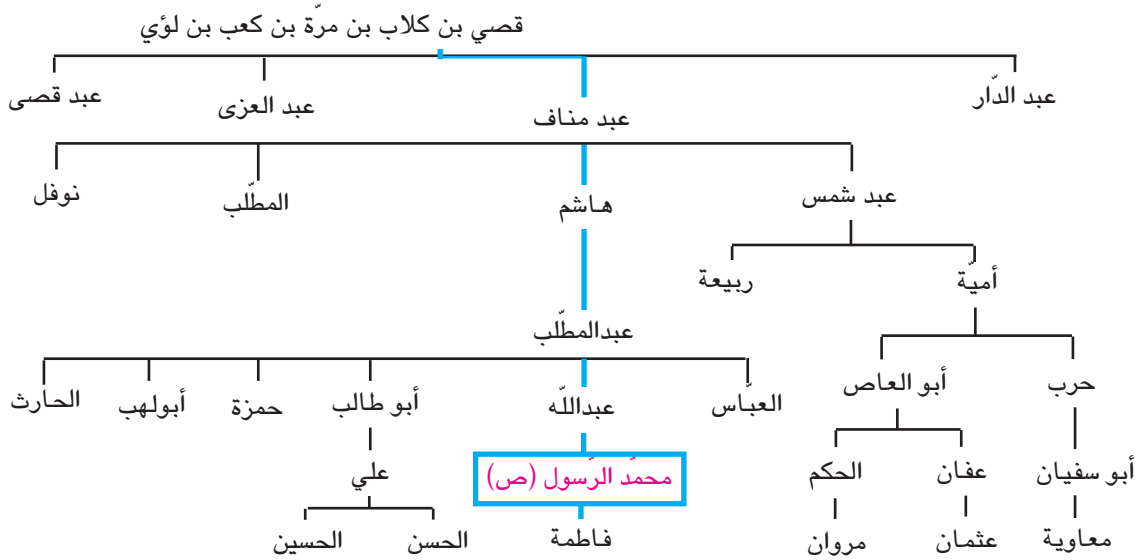 قصي بن كلاب بن مرّة بن كعب بن لؤي
عبد الدّار عبد مناف عبد العزى عبد قصى
عبد شمس هاشم المطّلب نوفل
أميّة ربيعة
عبدالمطّلب
حرب أبو العاص العبّاس عبداللّه أبو طالب حمزة أبولهب الحارث
أبو سفيان عفان الحكم محمّد الرّسول (ص) علي
معاوية عثمان مروان فاطمة الحسن الحسين